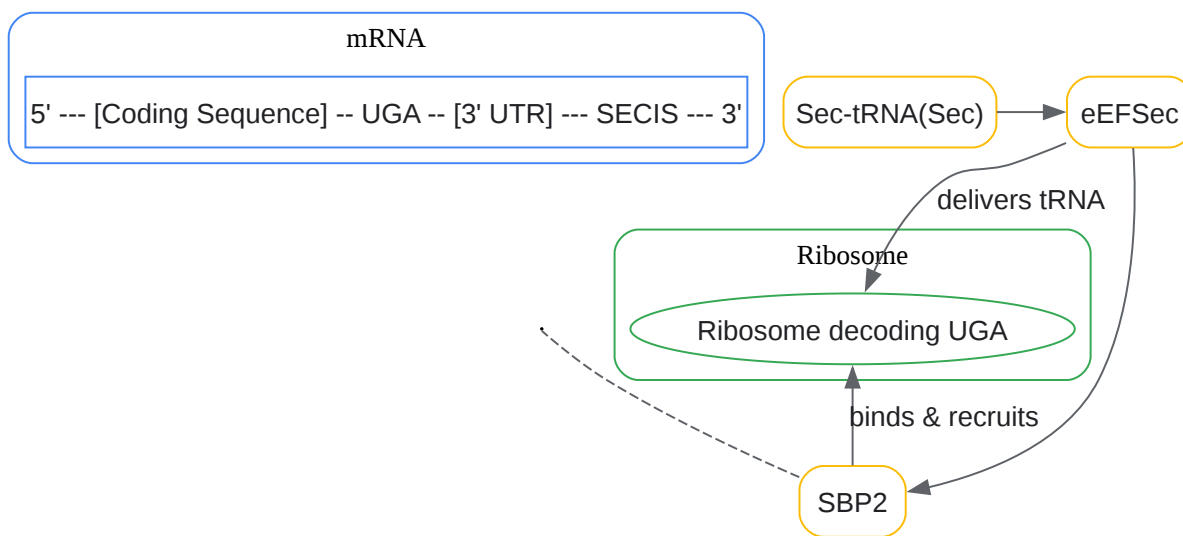 mRNA
5' --- [Coding Sequence] -- UGA -- [3' UTR] --- SECIS --- 3'
Sec-tRNA(Sec)
eEFSec
delivers tRNA
Ribosome
Ribosome decoding UGA
binds & recruits
SBP2